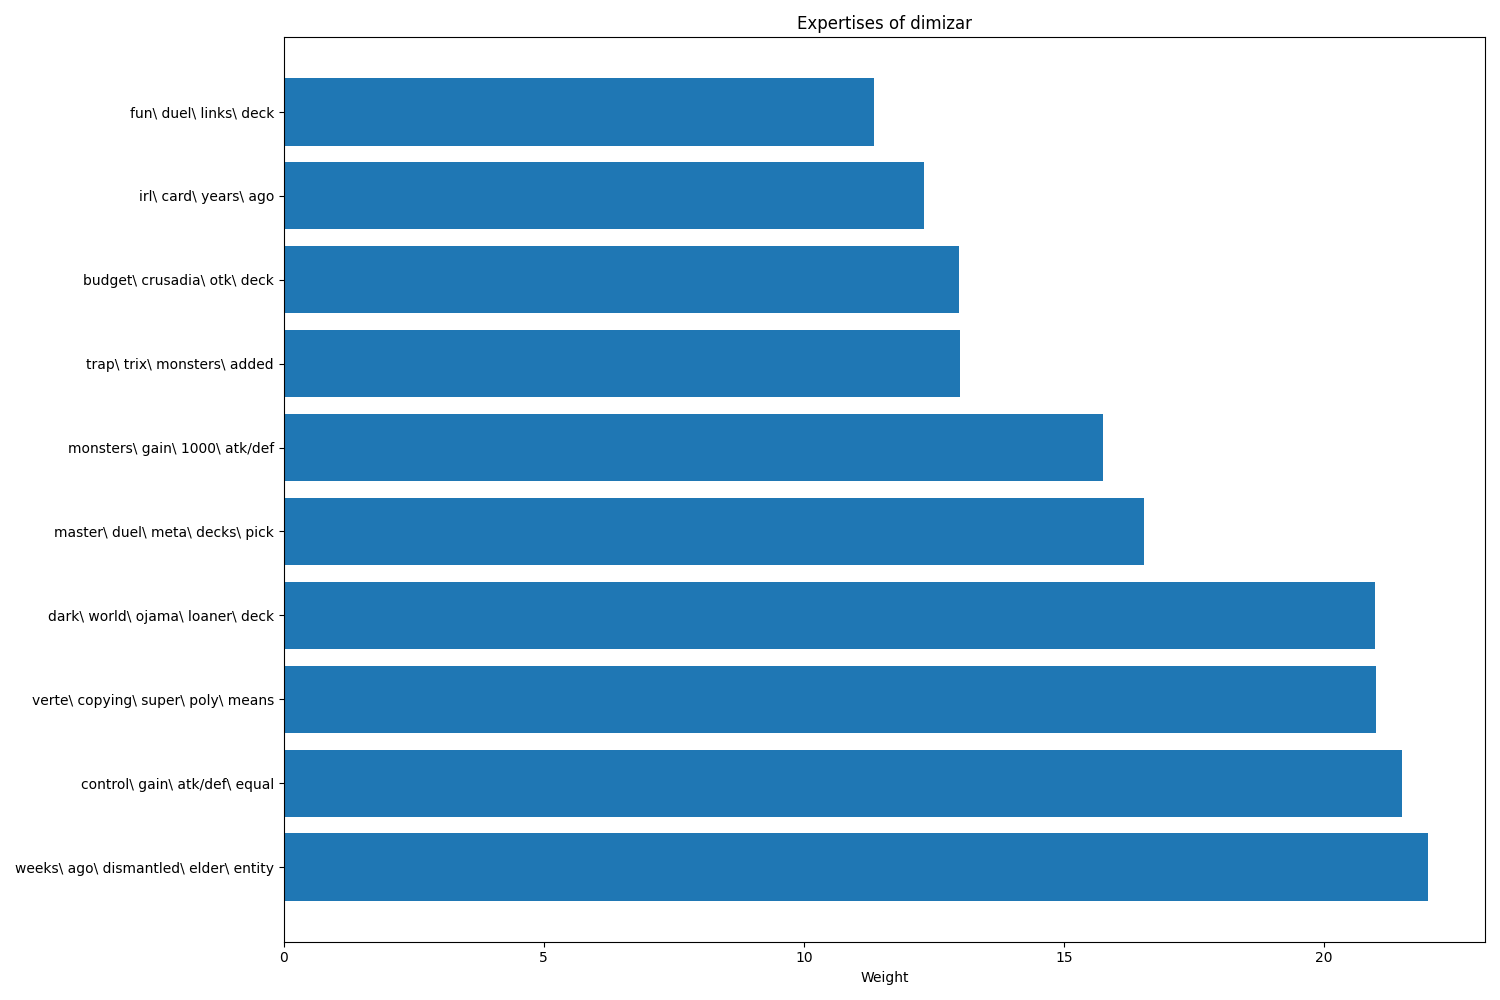 Expertises of dimizar
fun\ duel\ links\ deck
irl\ card\ years\ ago
budget\ crusadia\ otk\ deck
trap\ trix\ monsters\ added
monsters\ gain\ 1000\ atk/def
master\ duel\ meta\ decks\ pick
dark\ world\ ojama\ loaner\ deck
verte\ copying\ super\ poly\ means
control\ gain\ atk/def\ equal
weeks\ ago\ dismantled\ elder\ entity
0 5 10 15 20
Weight